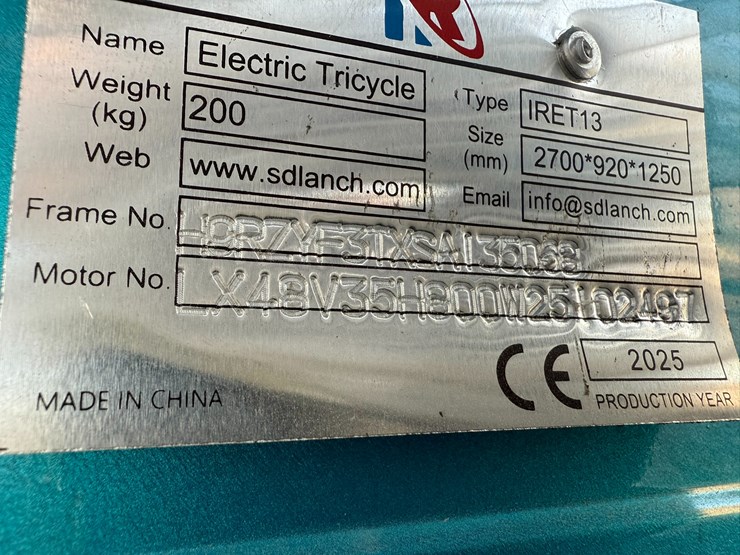 Name Electric Tricycle
Weight (kg) 200
Web www.sdlanch.com
Type IRET13
Size (mm) 2700*920*1250
Email info@sdlanch.com
Frame No.
Motor No.
2025
PRODUCTION YEAR
CE
MADE IN CHINA